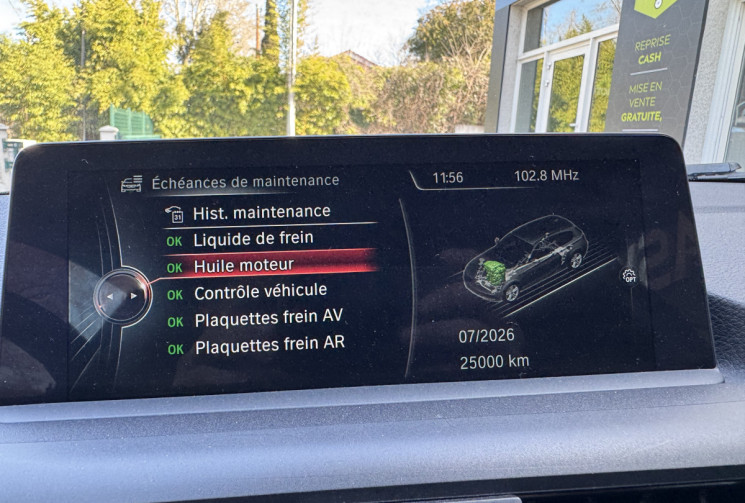 REPRISE
CASH
MISE EN
VENTE
GRATUITE,
Échéances de maintenance
11:56
102.8 MHz
31
Hist. maintenance
OK Liquide de frein
OK Huile moteur
OK Contrôle véhicule
OK Plaquettes frein AV
OK Plaquettes frein AR
OPT
07/2026
25000 km